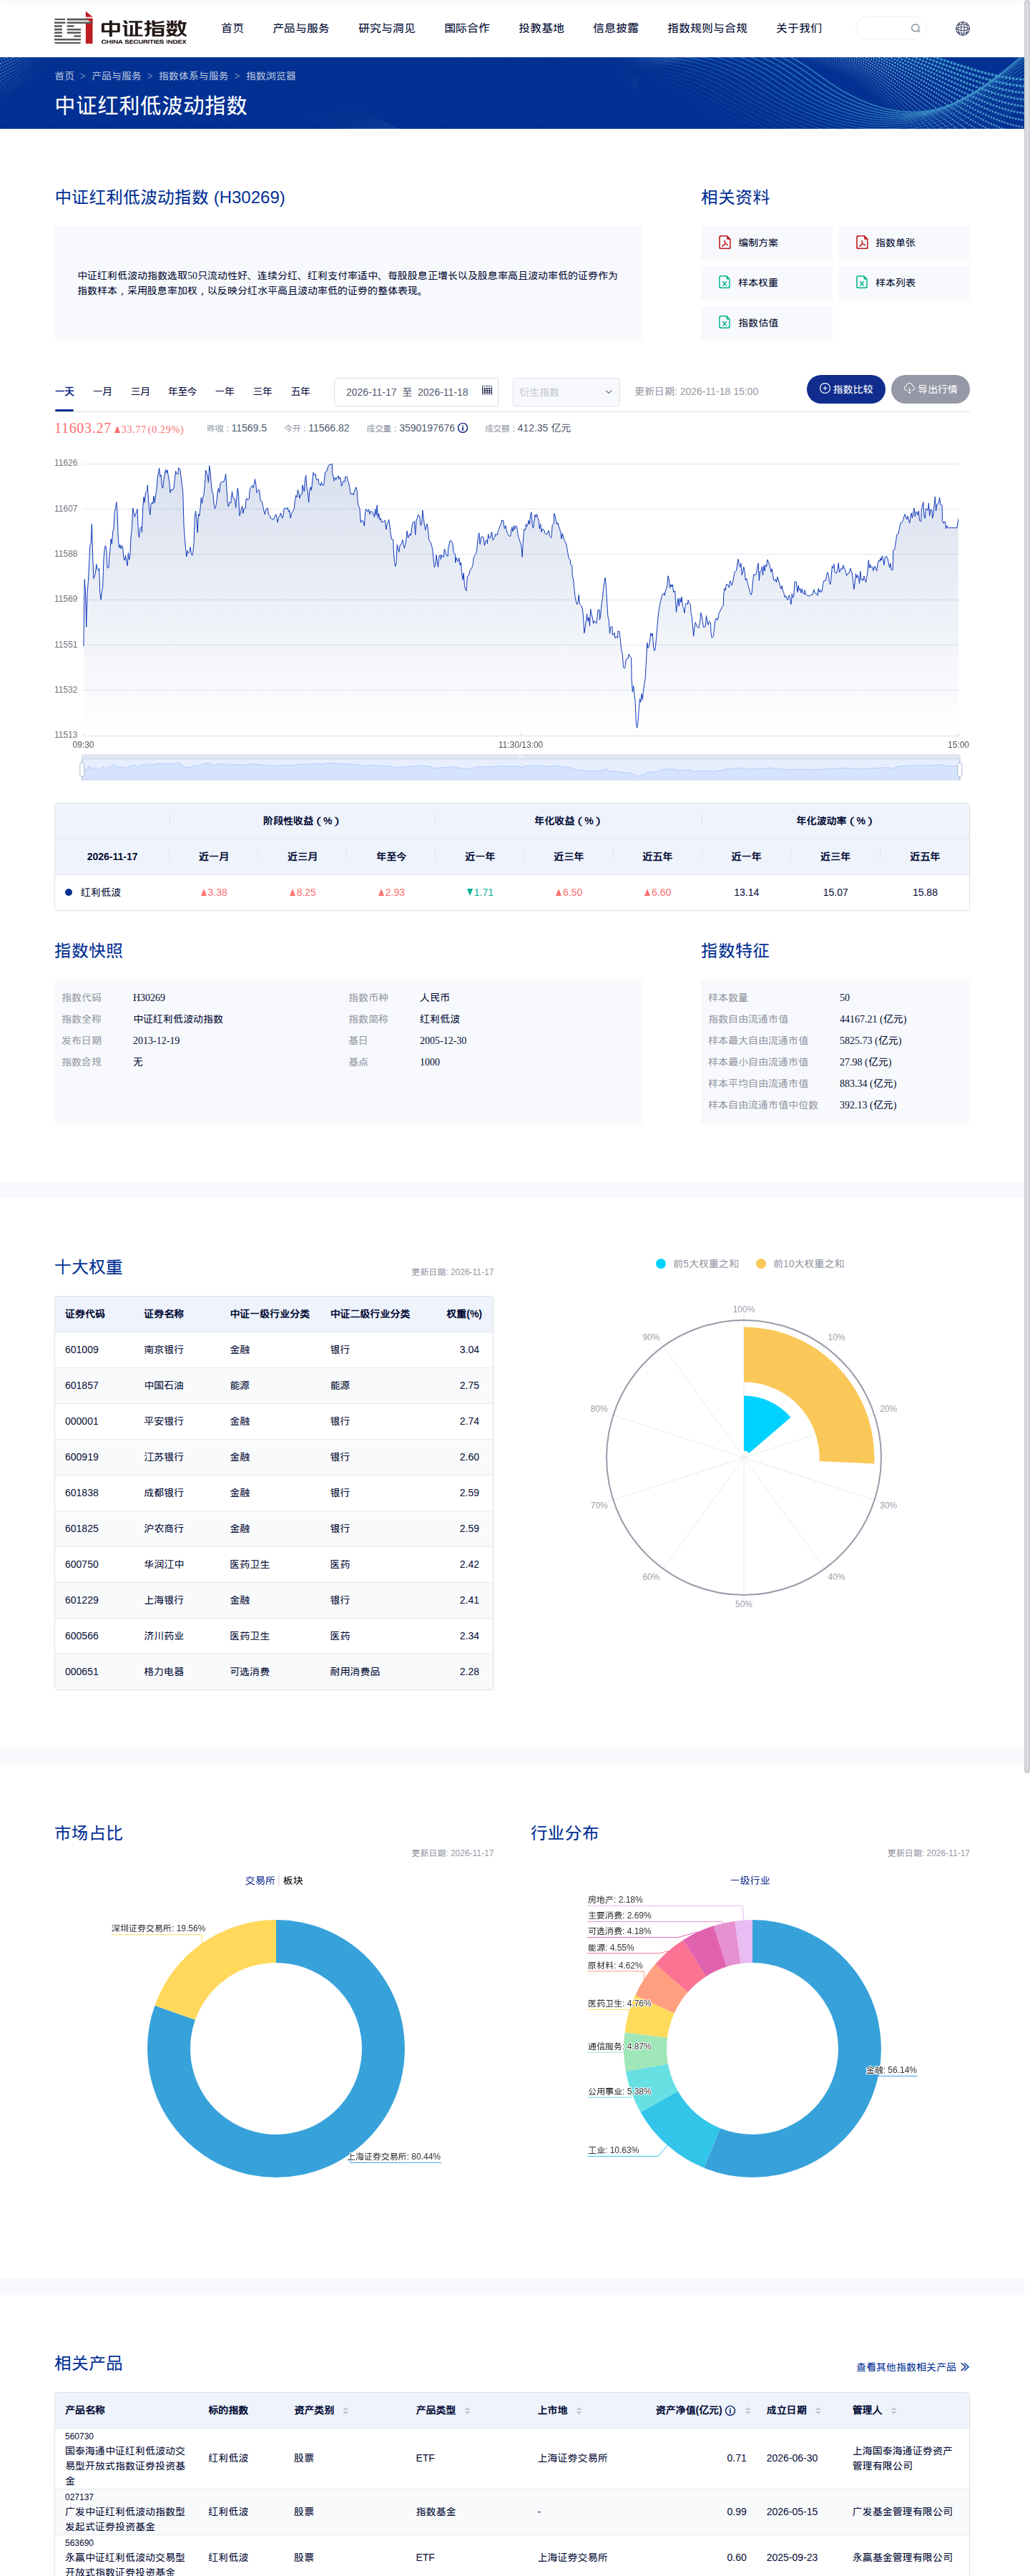 中证指数
CHINA SECURITIES INDEX
首页 产品与服务 研究与洞见 国际合作 投教基地 信息披露 指数规则与合规 关于我们
首页 > 产品与服务 > 指数体系与服务 > 指数浏览器
中证红利低波动指数
中证红利低波动指数 (H30269)
相关资料
中证红利低波动指数选取50只流动性好、连续分红、红利支付率适中、每股股息正增长以及股息率高且波动率低的证券作为
指数样本，采用股息率加权，以反映分红水平高且波动率低的证券的整体表现。
编制方案 指数单张
样本权重 样本列表
指数估值
一天 一月 三月 年至今 一年 三年 五年 2026-11-17 至 2026-11-18 衍生指数 更新日期: 2026-11-18 15:00 指数比较 导出行情
11603.27 ▲33.77 (0.29%) 昨收：11569.5 今开：11566.82 成交量：3590197676 成交额：412.35 亿元
11626
11607
11588
11569
11551
11532
11513
09:30 11:30/13:00 15:00
阶段性收益（%） 年化收益（%） 年化波动率（%）
2026-11-17 近一月 近三月 年至今 近一年 近三年 近五年 近一年 近三年 近五年
红利低波 ▲3.38 ▲8.25 ▲2.93 ▼1.71 ▲6.50 ▲6.60 13.14 15.07 15.88
指数快照
指数代码 H30269 指数币种 人民币
指数全称 中证红利低波动指数 指数简称 红利低波
发布日期 2013-12-19 基日 2005-12-30
指数合规 无 基点 1000
指数特征
样本数量 50
指数自由流通市值 44167.21 (亿元)
样本最大自由流通市值 5825.73 (亿元)
样本最小自由流通市值 27.98 (亿元)
样本平均自由流通市值 883.34 (亿元)
样本自由流通市值中位数 392.13 (亿元)
十大权重
更新日期: 2026-11-17
证券代码 证券名称 中证一级行业分类 中证二级行业分类 权重(%)
601009 南京银行 金融 银行 3.04
601857 中国石油 能源 能源 2.75
000001 平安银行 金融 银行 2.74
600919 江苏银行 金融 银行 2.60
601838 成都银行 金融 银行 2.59
601825 沪农商行 金融 银行 2.59
600750 华润江中 医药卫生 医药 2.42
601229 上海银行 金融 银行 2.41
600566 济川药业 医药卫生 医药 2.34
000651 格力电器 可选消费 耐用消费品 2.28
前5大权重之和 前10大权重之和
100%
10%
20%
30%
40%
50%
60%
70%
80%
90%
市场占比
更新日期: 2026-11-17
交易所 板块
深圳证券交易所: 19.56%
上海证券交易所: 80.44%
行业分布
更新日期: 2026-11-17
一级行业
房地产: 2.18%
主要消费: 2.69%
可选消费: 4.18%
能源: 4.55%
原材料: 4.62%
医药卫生: 4.76%
通信服务: 4.87%
公用事业: 5.38%
工业: 10.63%
金融: 56.14%
相关产品
查看其他指数相关产品
产品名称 标的指数 资产类别 产品类型 上市地 资产净值(亿元) 成立日期 管理人
560730
国泰海通中证红利低波动交
易型开放式指数证券投资基
金
红利低波 股票 ETF 上海证券交易所 0.71 2026-06-30
上海国泰海通证券资产
管理有限公司
027137
广发中证红利低波动指数型
发起式证券投资基金
红利低波 股票 指数基金 - 0.99 2026-05-15 广发基金管理有限公司
563690
永赢中证红利低波动交易型
开放式指数证券投资基金
红利低波 股票 ETF 上海证券交易所 0.60 2025-09-23 永赢基金管理有限公司